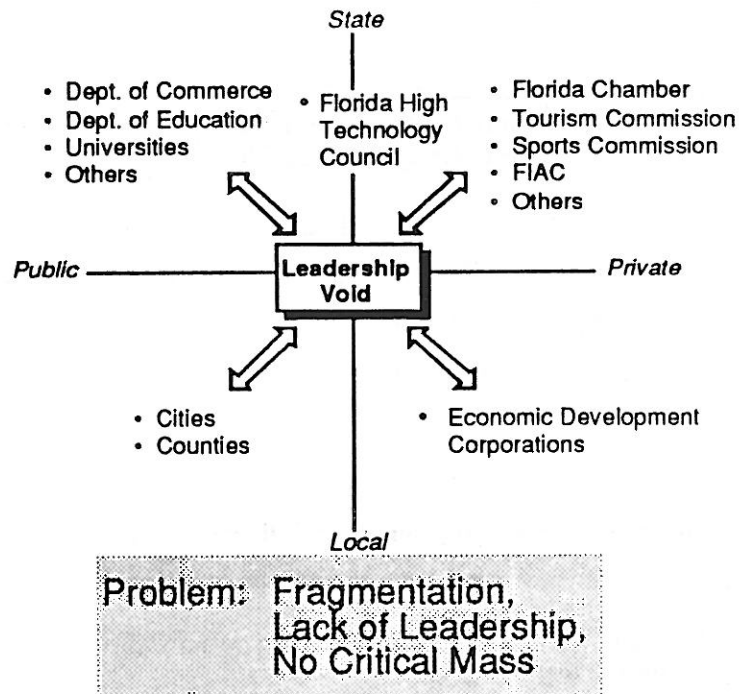 State
• Dept. of Commerce
• Dept. of Education
• Universities
• Others
• Florida High
Technology
Council
• Florida Chamber
• Tourism Commission
• Sports Commission
• FIAC
• Others
Public
Leadership
Void
Private
• Cities
• Counties
• Economic Development
Corporations
Local
Problem: Fragmentation,
Lack of Leadership,
No Critical Mass